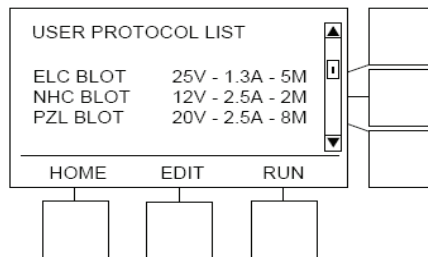 USER PROTOCOL LIST
ELC BLOT 25V - 1.3A - 5M
NHC BLOT 12V - 2.5A - 2M
PZL BLOT 20V - 2.5A - 8M
HOME EDIT RUN